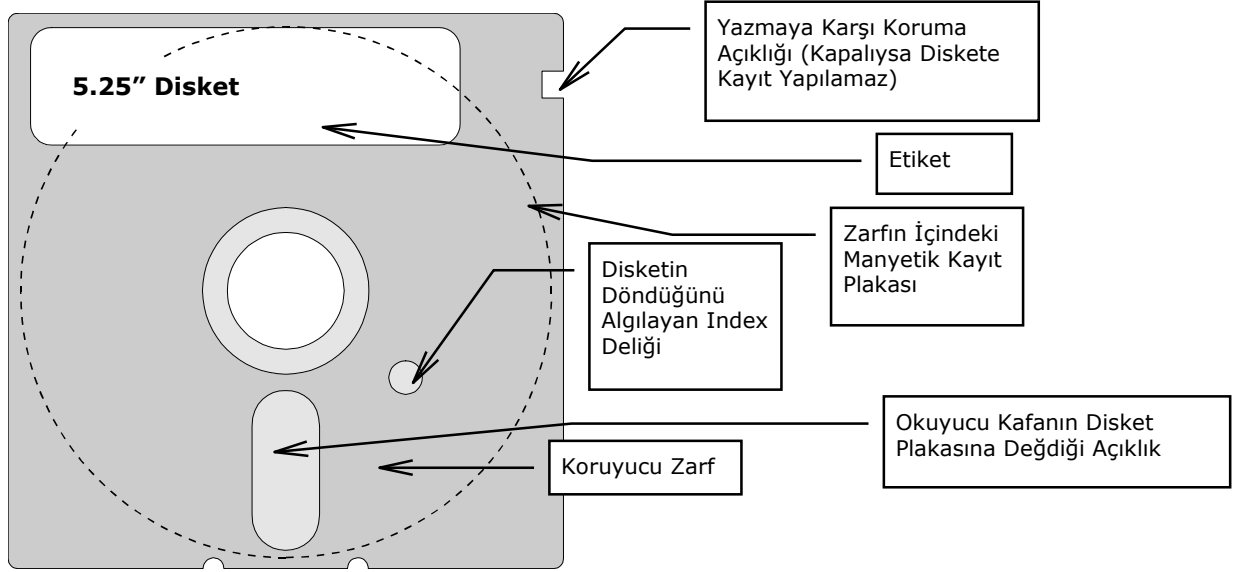 5.25” Disket
Yazmaya Karşı Koruma
Açıklığı (Kapalıysa Diskete
Kayıt Yapılamaz)
Etiket
Zarfın İçindeki
Manyetik Kayıt
Plakası
Disketin
Döndüğünü
Algılayan Index
Deliği
Okuyucu Kafanın Disket
Plakasına Değdiği Açıklık
Koruyucu Zarf